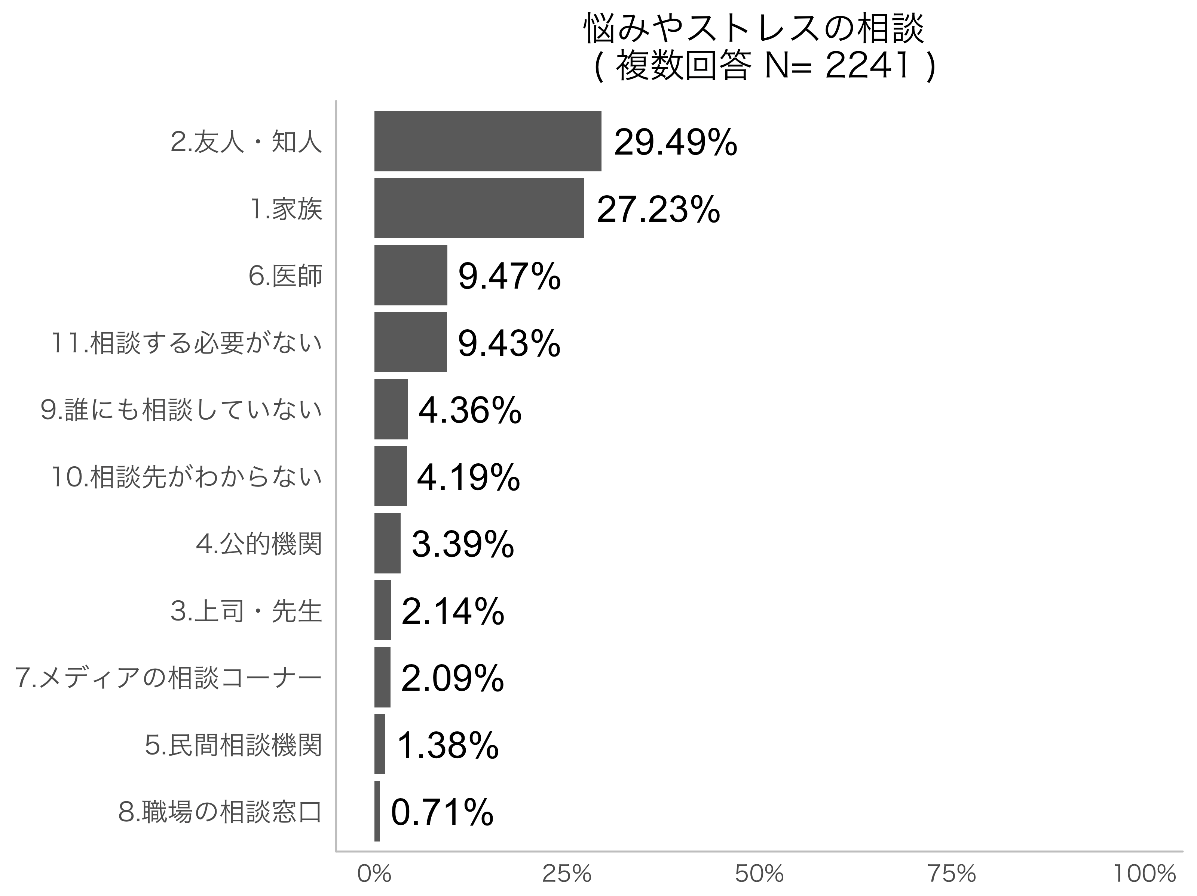 悩みやストレスの相談
( 複数回答 N= 2241 )
2.友人・知人 29.49%
1.家族 27.23%
6.医師 9.47%
11.相談する必要がない 9.43%
9.誰にも相談していない 4.36%
10.相談先がわからない 4.19%
4.公的機関 3.39%
3.上司・先生 2.14%
7.メディアの相談コーナー 2.09%
5.民間相談機関 1.38%
8.職場の相談窓口 0.71%
0% 25% 50% 75% 100%